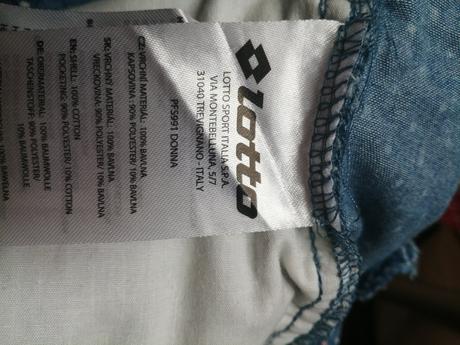 lotto
LOTTO SPORT ITALIA S.P.A.
VIA MONTEBELLUNA, 5/7
31040 TREVIGNANO - ITALY
PF5991 DONNA
CZ: VRCHNÍ MATERIÁL: 100% BAVLNA
KAPSOVINA: 90% POLYESTER/ 10% BAVLNA
SK: VRCHNÝ MATERIÁL: 100% BAVLNA
VRECKOVINA: 90% POLYESTER/ 10% BAVLNA
EN: SHELL: 100% COTTON
POCKETING: 90% POLYESTER/ 10% COTTON
DE: OBERMATERIAL: 100% BAUMWOLLE
TASCHENSTOFF: 90% POLYESTER/
10% BAUMWOLLE